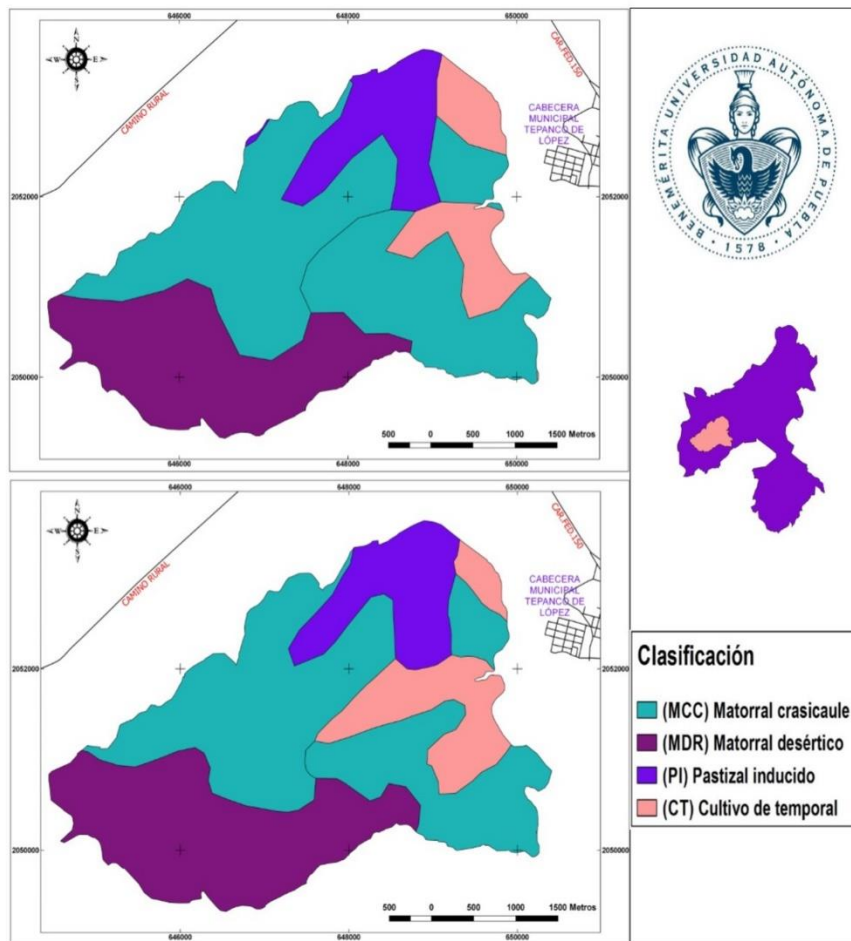 646000
648000
650000
N
W
E
S
CAMINO RURAL
CAR.FED.150
CABECERA
MUNICIPAL
TEPANCO DE
LÓPEZ
2052000
2052000
2050000
2050000
500 0 500 1000 1500 Metros
646000
648000
650000
BENEMÉRITA UNIVERSIDAD AUTÓNOMA DE PUEBLA
1578
646000
648000
650000
N
W
E
S
CAMINO RURAL
CAR.FED.150
CABECERA
MUNICIPAL
TEPANCO DE
LÓPEZ
2052000
2052000
2050000
2050000
500 0 500 1000 1500 Metros
646000
648000
650000
Clasificación
(MCC) Matorral crasicaule
(MDR) Matorral desértico
(PI) Pastizal inducido
(CT) Cultivo de temporal